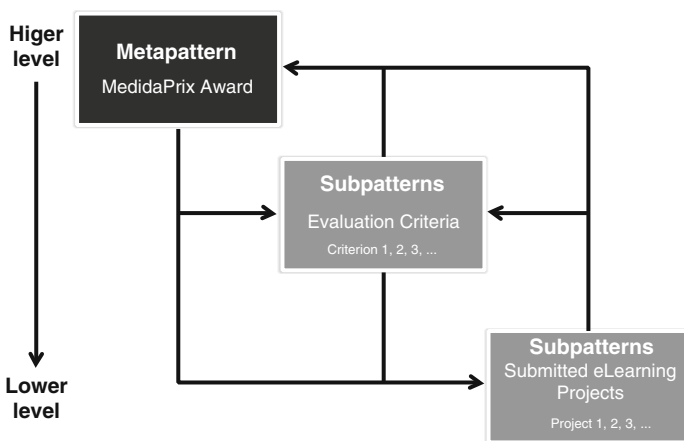 Higer
level
Metapattern
MedidaPrix Award
Subpatterns
Evaluation Criteria
Criterion 1, 2, 3, ...
Subpatterns
Submitted eLearning
Projects
Project 1, 2, 3, ...
Lower
level